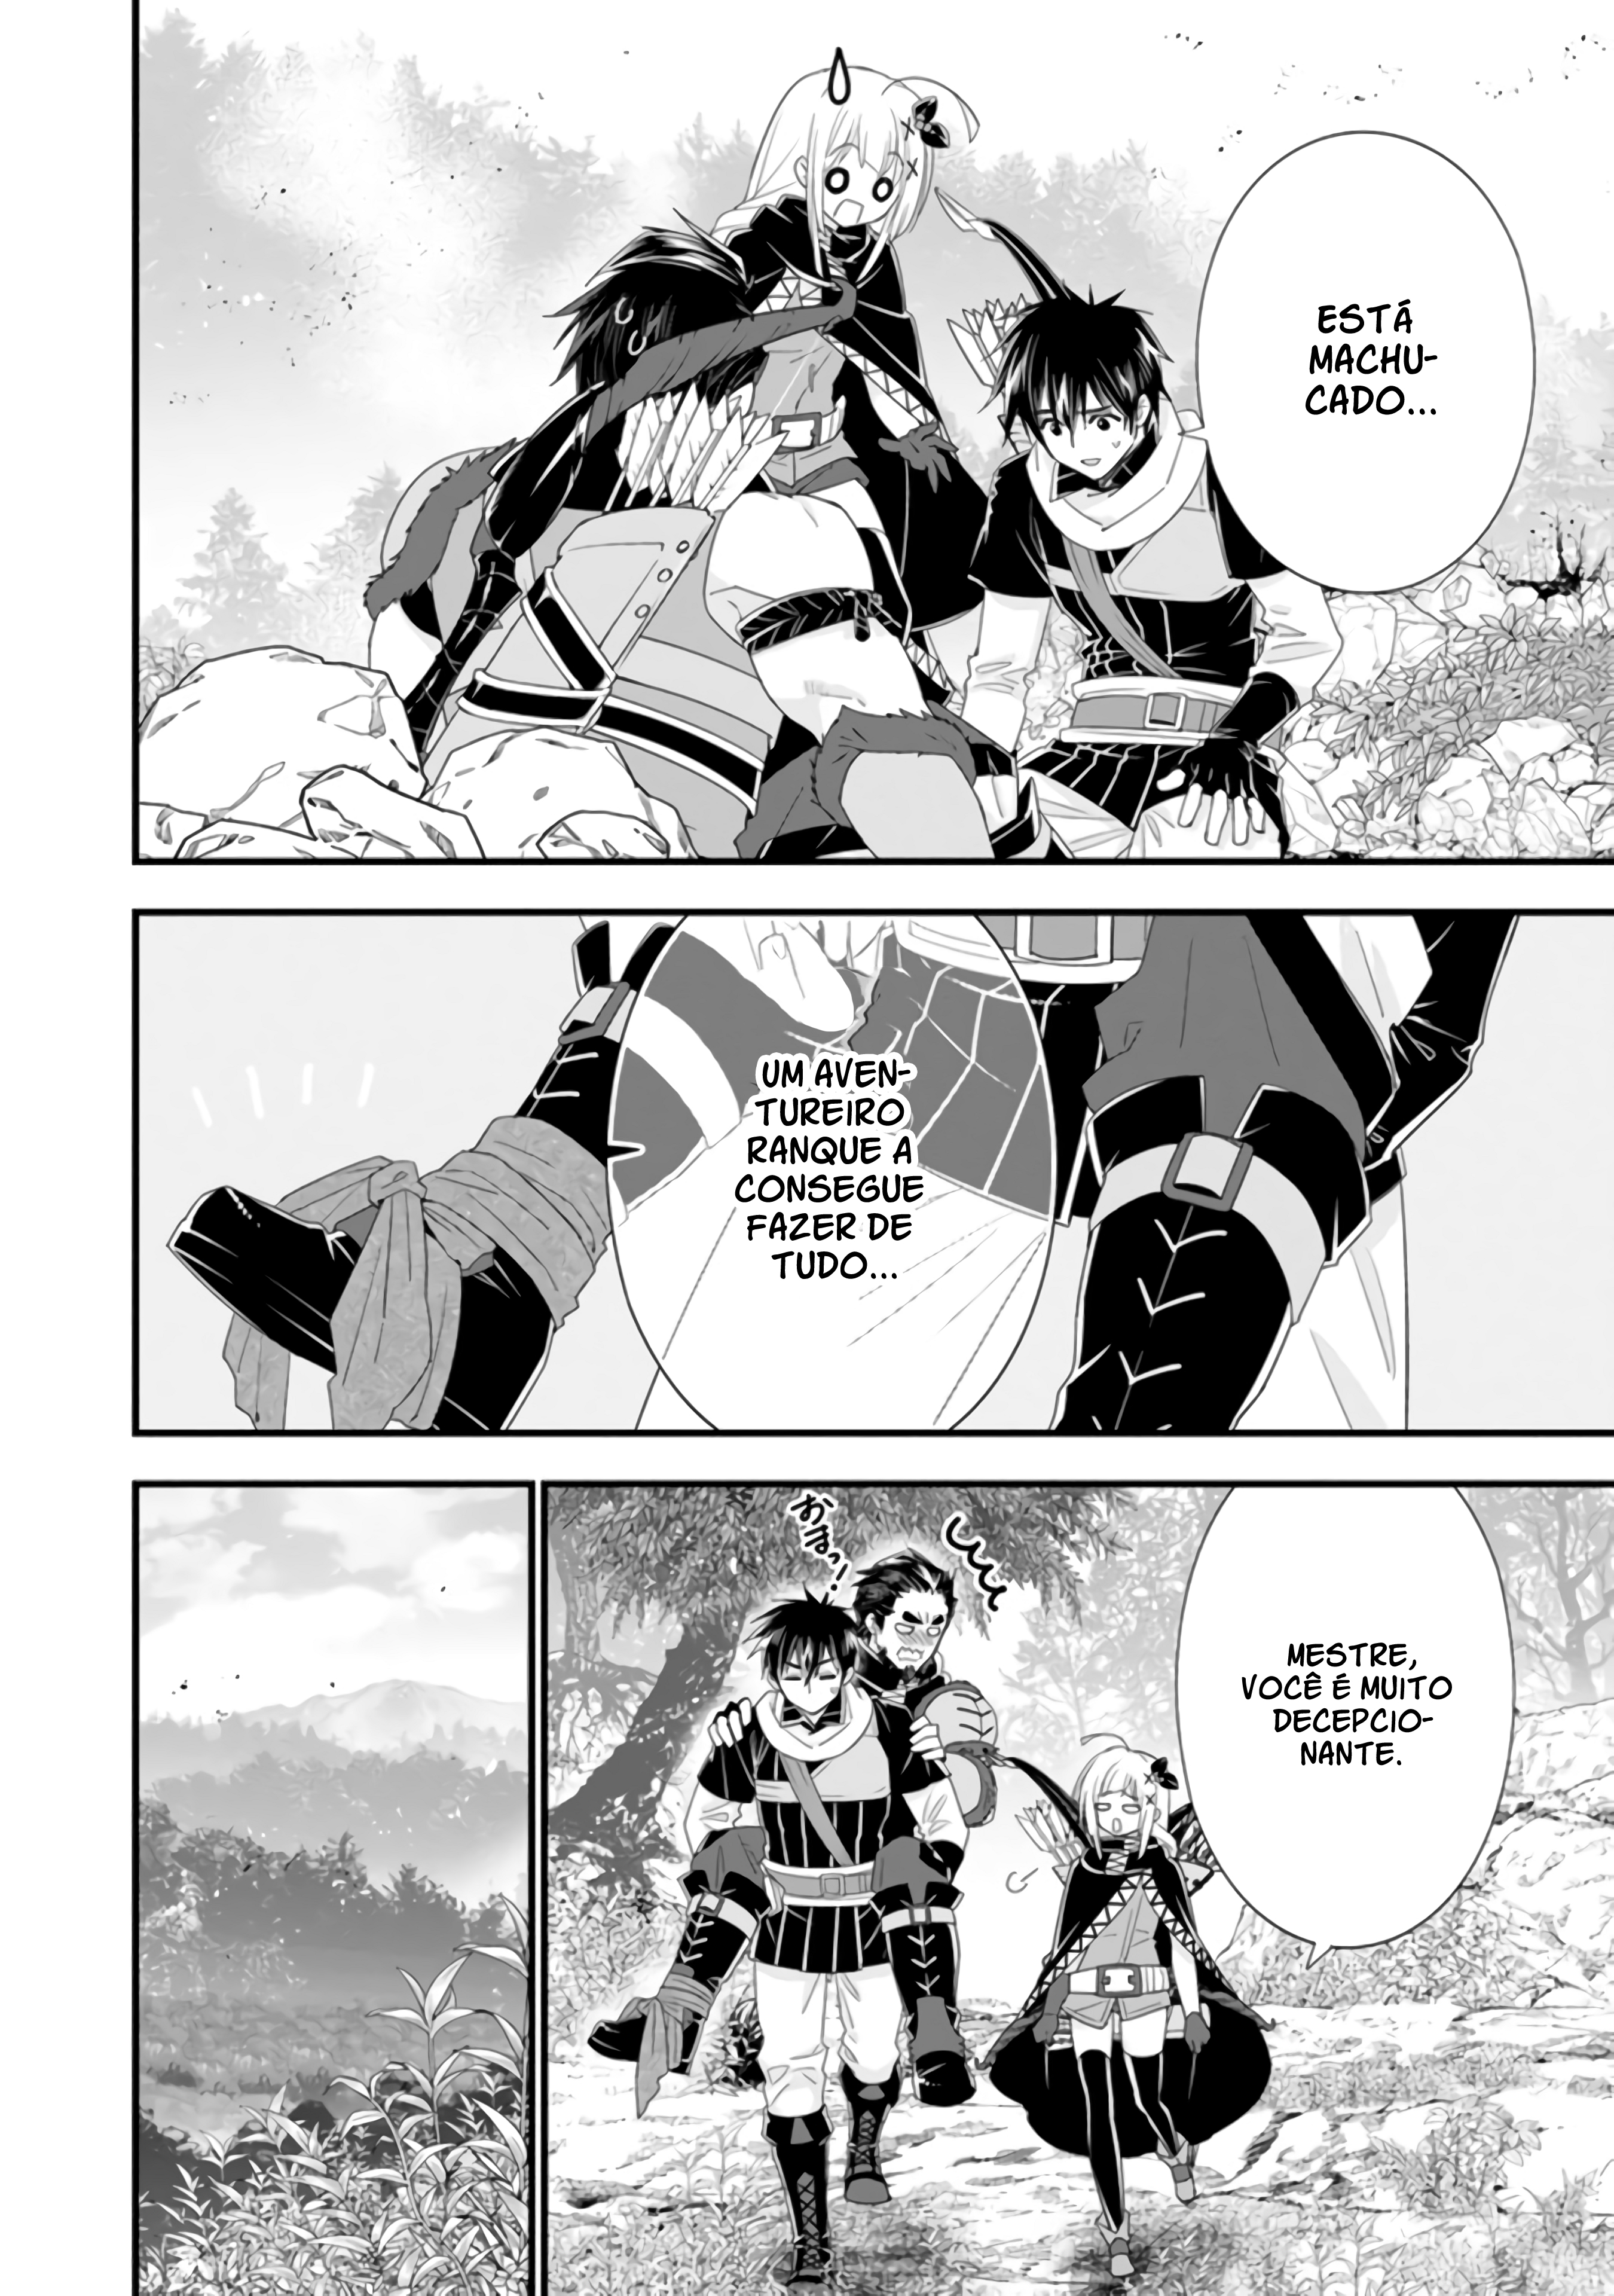 ESTÁ
MACHU-
CADO...
UM AVEN-
TUREIRO
RANQUE A
CONSEGUE
FAZER DE
TUDO...
おまっ!
MESTRE,
VOCÊ É MUITO
DECEPCIO-
NANTE.